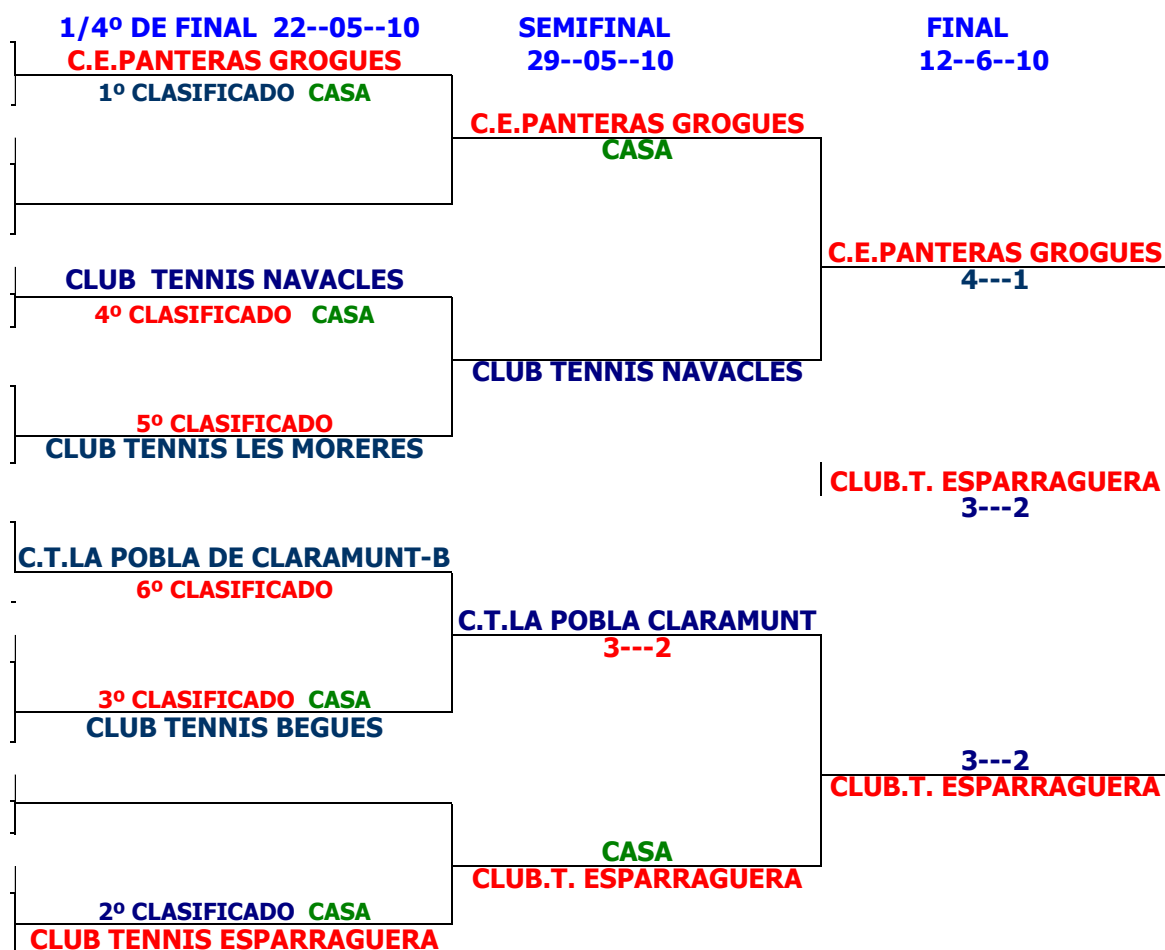 1/4º DE FINAL 22--05--10
SEMIFINAL
FINAL
29--05--10
12--6--10
C.E.PANTERAS GROGUES
1º CLASIFICADO CASA
C.E.PANTERAS GROGUES
CASA
C.E.PANTERAS GROGUES
4---1
CLUB TENNIS NAVACLES
4º CLASIFICADO CASA
CLUB TENNIS NAVACLES
5º CLASIFICADO
CLUB TENNIS LES MORERES
CLUB.T. ESPARRAGUERA
3---2
C.T.LA POBLA DE CLARAMUNT-B
6º CLASIFICADO
C.T.LA POBLA CLARAMUNT
3---2
3º CLASIFICADO CASA
CLUB TENNIS BEGUES
3---2
CLUB.T. ESPARRAGUERA
CASA
CLUB.T. ESPARRAGUERA
2º CLASIFICADO CASA
CLUB TENNIS ESPARRAGUERA